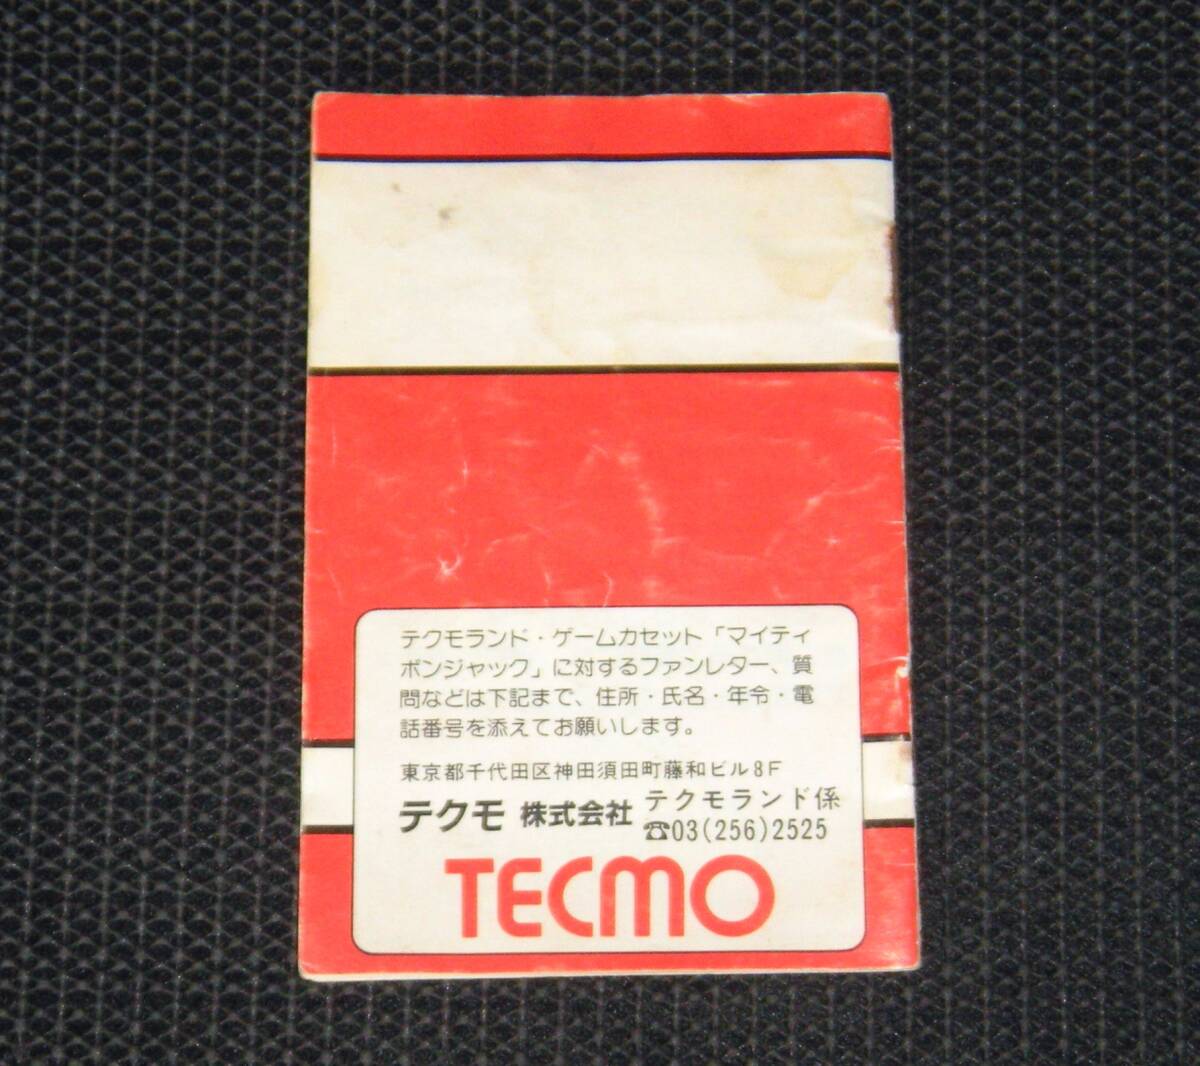 テクモランド・ゲームカセット「マイティ
ボンジャック」に対するファンレター、質
問などは下記まで、住所・氏名・年令・電
話番号を添えてお願いします。
東京都千代田区神田須田町藤和ビル8F
テクモ 株式会社 テクモランド係
☎03(256)2525
TECMO